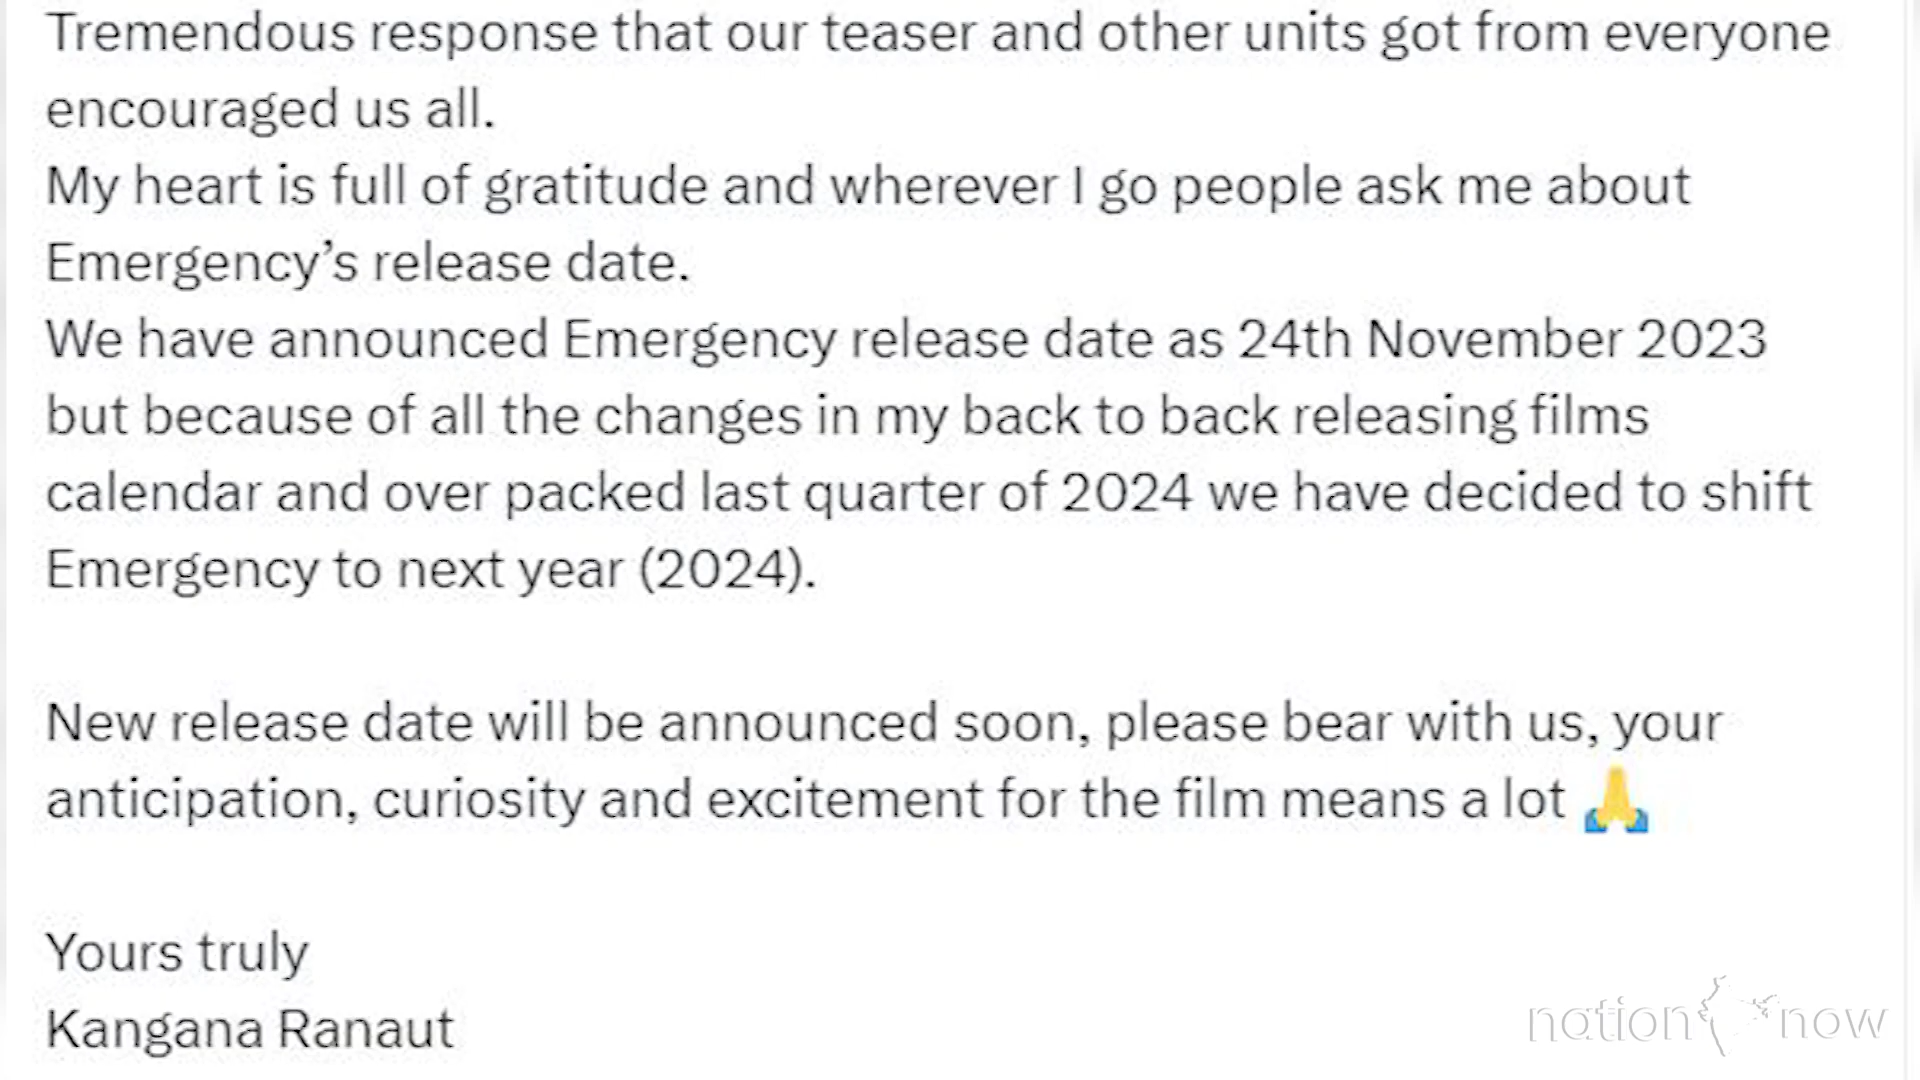 Tremendous response that our teaser and other units got from everyone
encouraged us all.
My heart is full of gratitude and wherever I go people ask me about
Emergency’s release date.
We have announced Emergency release date as 24th November 2023
but because of all the changes in my back to back releasing films
calendar and over packed last quarter of 2024 we have decided to shift
Emergency to next year (2024).
New release date will be announced soon, please bear with us, your
anticipation, curiosity and excitement for the film means a lot 🙏
Yours truly
Kangana Ranaut
nation now